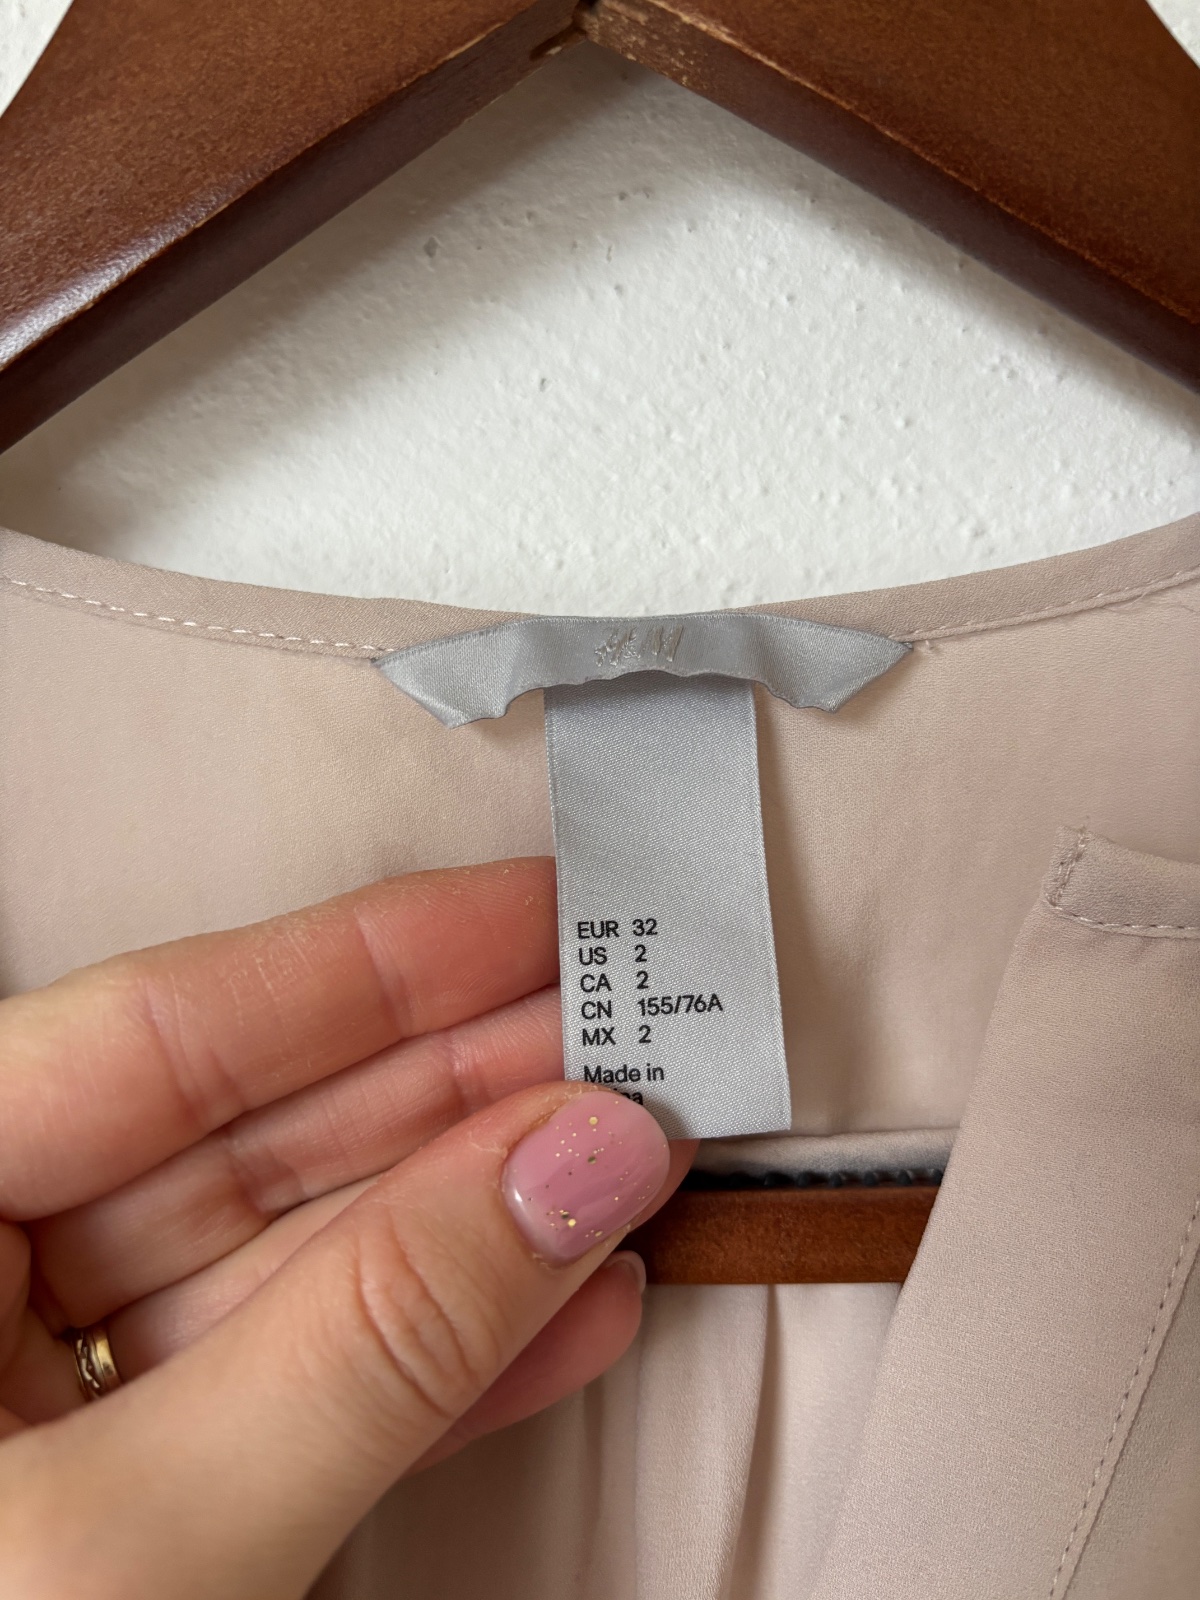 EUR 32
US 2
CA 2
CN 155/76A
MX 2
Made in